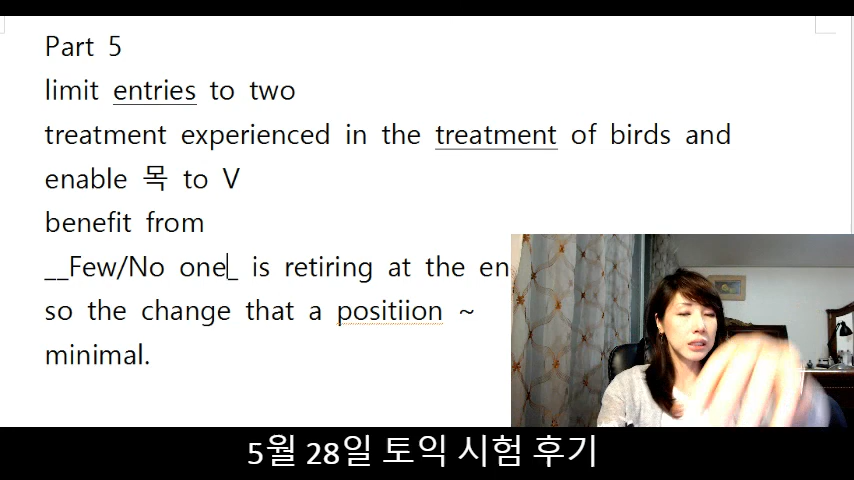 Part 5
limit entries to two
treatment experienced in the treatment of birds and
enable 목 to V
benefit from
__Few/No one_ is retiring at the en
so the change that a positiion ~
minimal.
5월 28일 토익 시험 후기